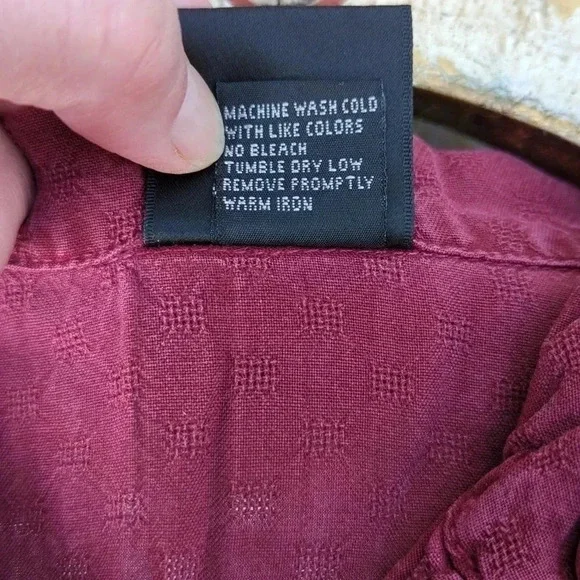 MACHINE WASH COLD
WITH LIKE COLORS
NO BLEACH
TUMBLE DRY LOW
REMOVE PROMPTLY
WARM IRON